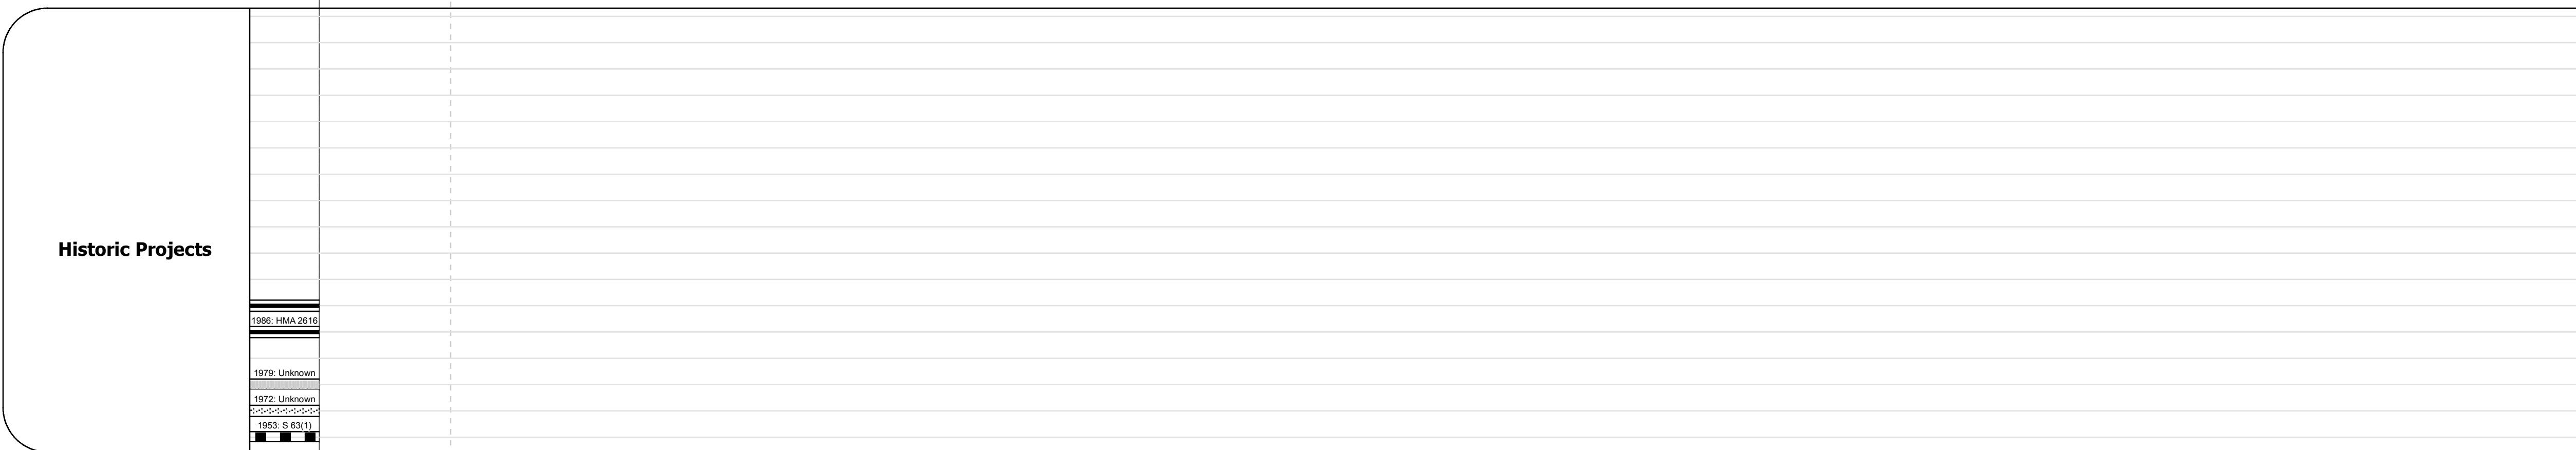 Historic Projects
1986: HMA 2616
1979: Unknown
1972: Unknown
1953: S 63(1)